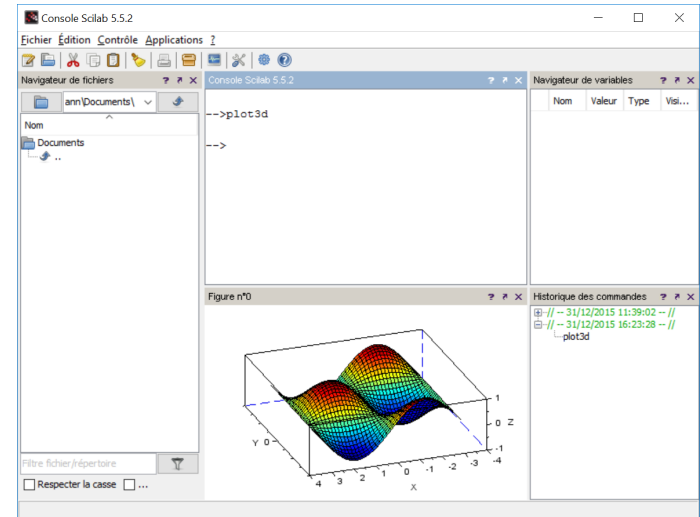 Console Scilab 5.5.2
Fichier Édition Contrôle Applications ?
Navigateur de fichiers
ann\Documents\
Nom
Documents
..
Filtre fichier/répertoire
Respecter la casse ...
Console Scilab 5.5.2
-->plot3d
-->
Figure n°0
Y 0
4 3 2 1 0 -1 -2 -3 -4
X
1
0 Z
-1
Navigateur de variables
Nom Valeur Type Visi...
Historique des commandes
// -- 31/12/2015 11:39:02 -- //
// -- 31/12/2015 16:23:28 -- //
plot3d